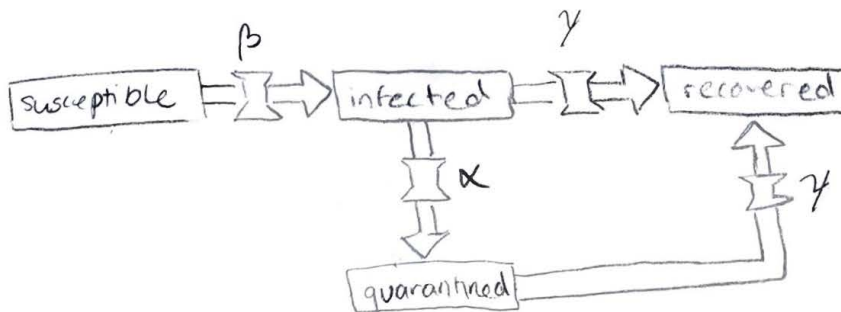 β γ
susceptible infected recovered
α γ
quarantined